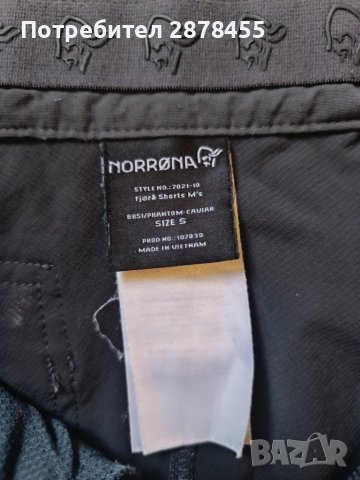 Потребител 2878455
NORRØNA
STYLE NO.: 7021-10
fjørå Shorts M's
8851/PHANTOM-CAVIAR
SIZE S
PROD NO.: 107830
MADE IN VIETNAM
BAZAR